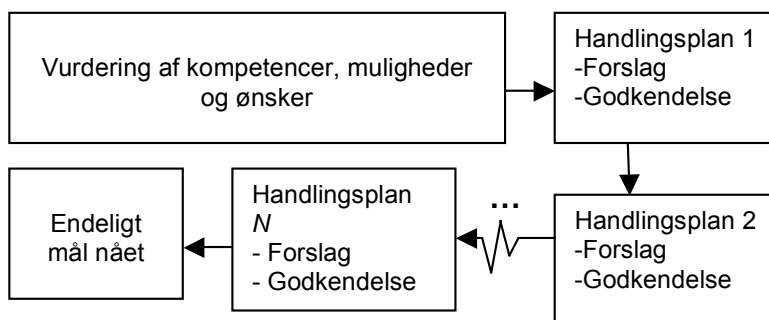 Vurdering af kompetencer, muligheder
og ønsker
Handlingsplan 1
-Forslag
-Godkendelse
Handlingsplan 2
-Forslag
-Godkendelse
...
Handlingsplan
N
- Forslag
- Godkendelse
Endeligt
mål nået